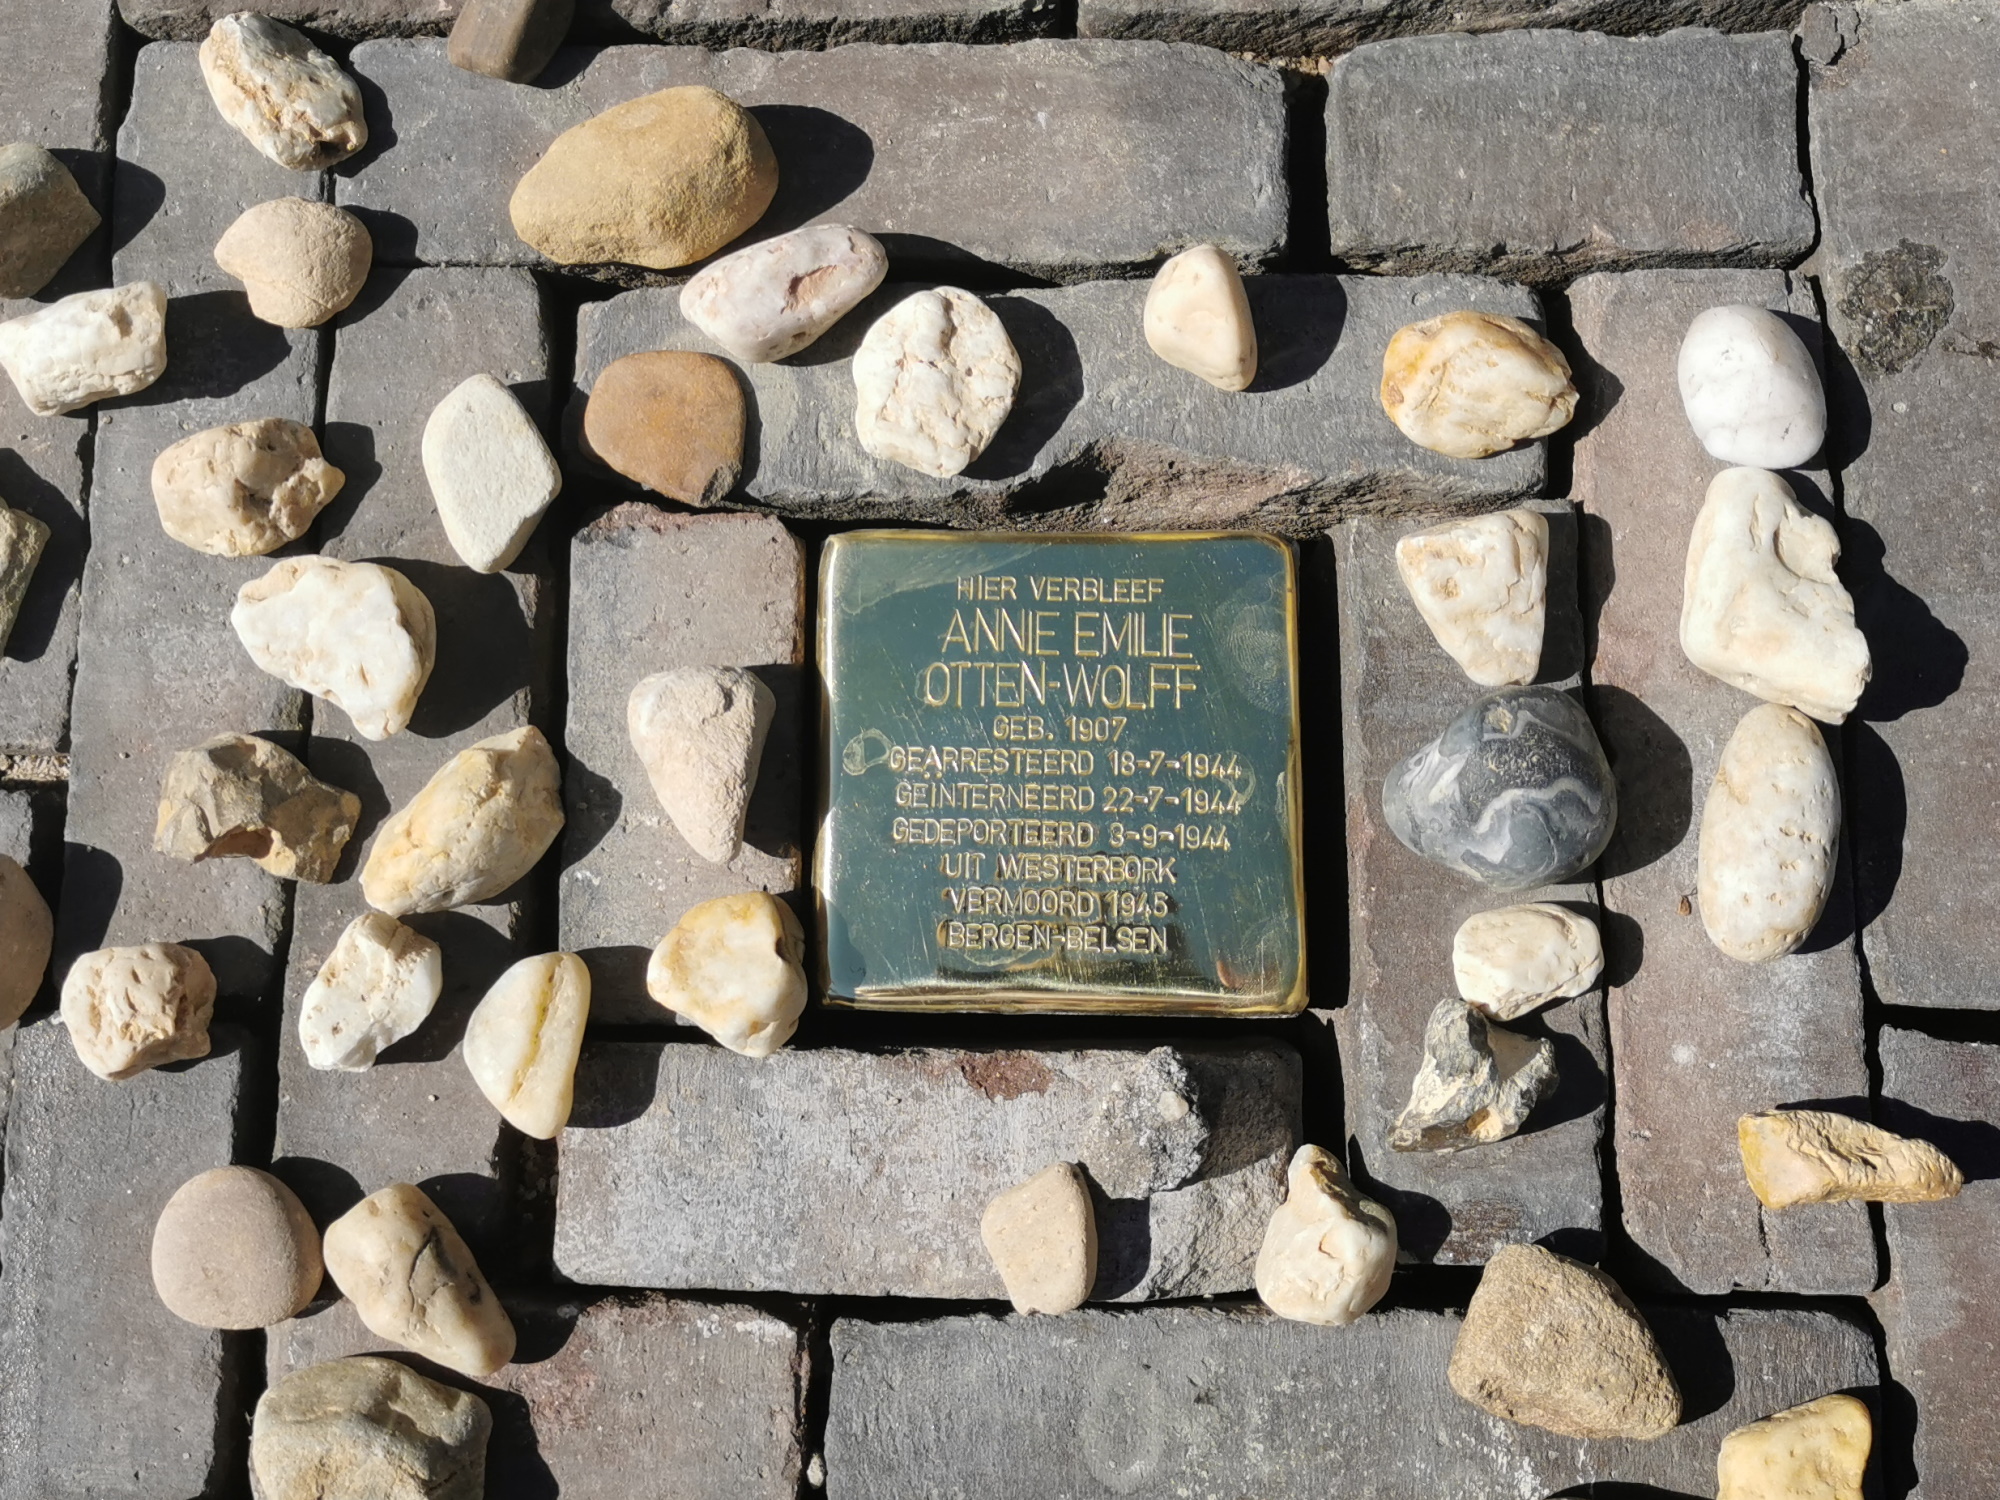 HIER VERBLEEF
ANNIE EMILIE
OTTEN-WOLFF
GEB. 1907
GEARRESTEERD 18-7-1944
GEÏNTERNEERD 22-7-1944
GEDEPORTEERD 3-9-1944
UIT WESTERBORK
VERMOORD 1945
BERGEN-BELSEN